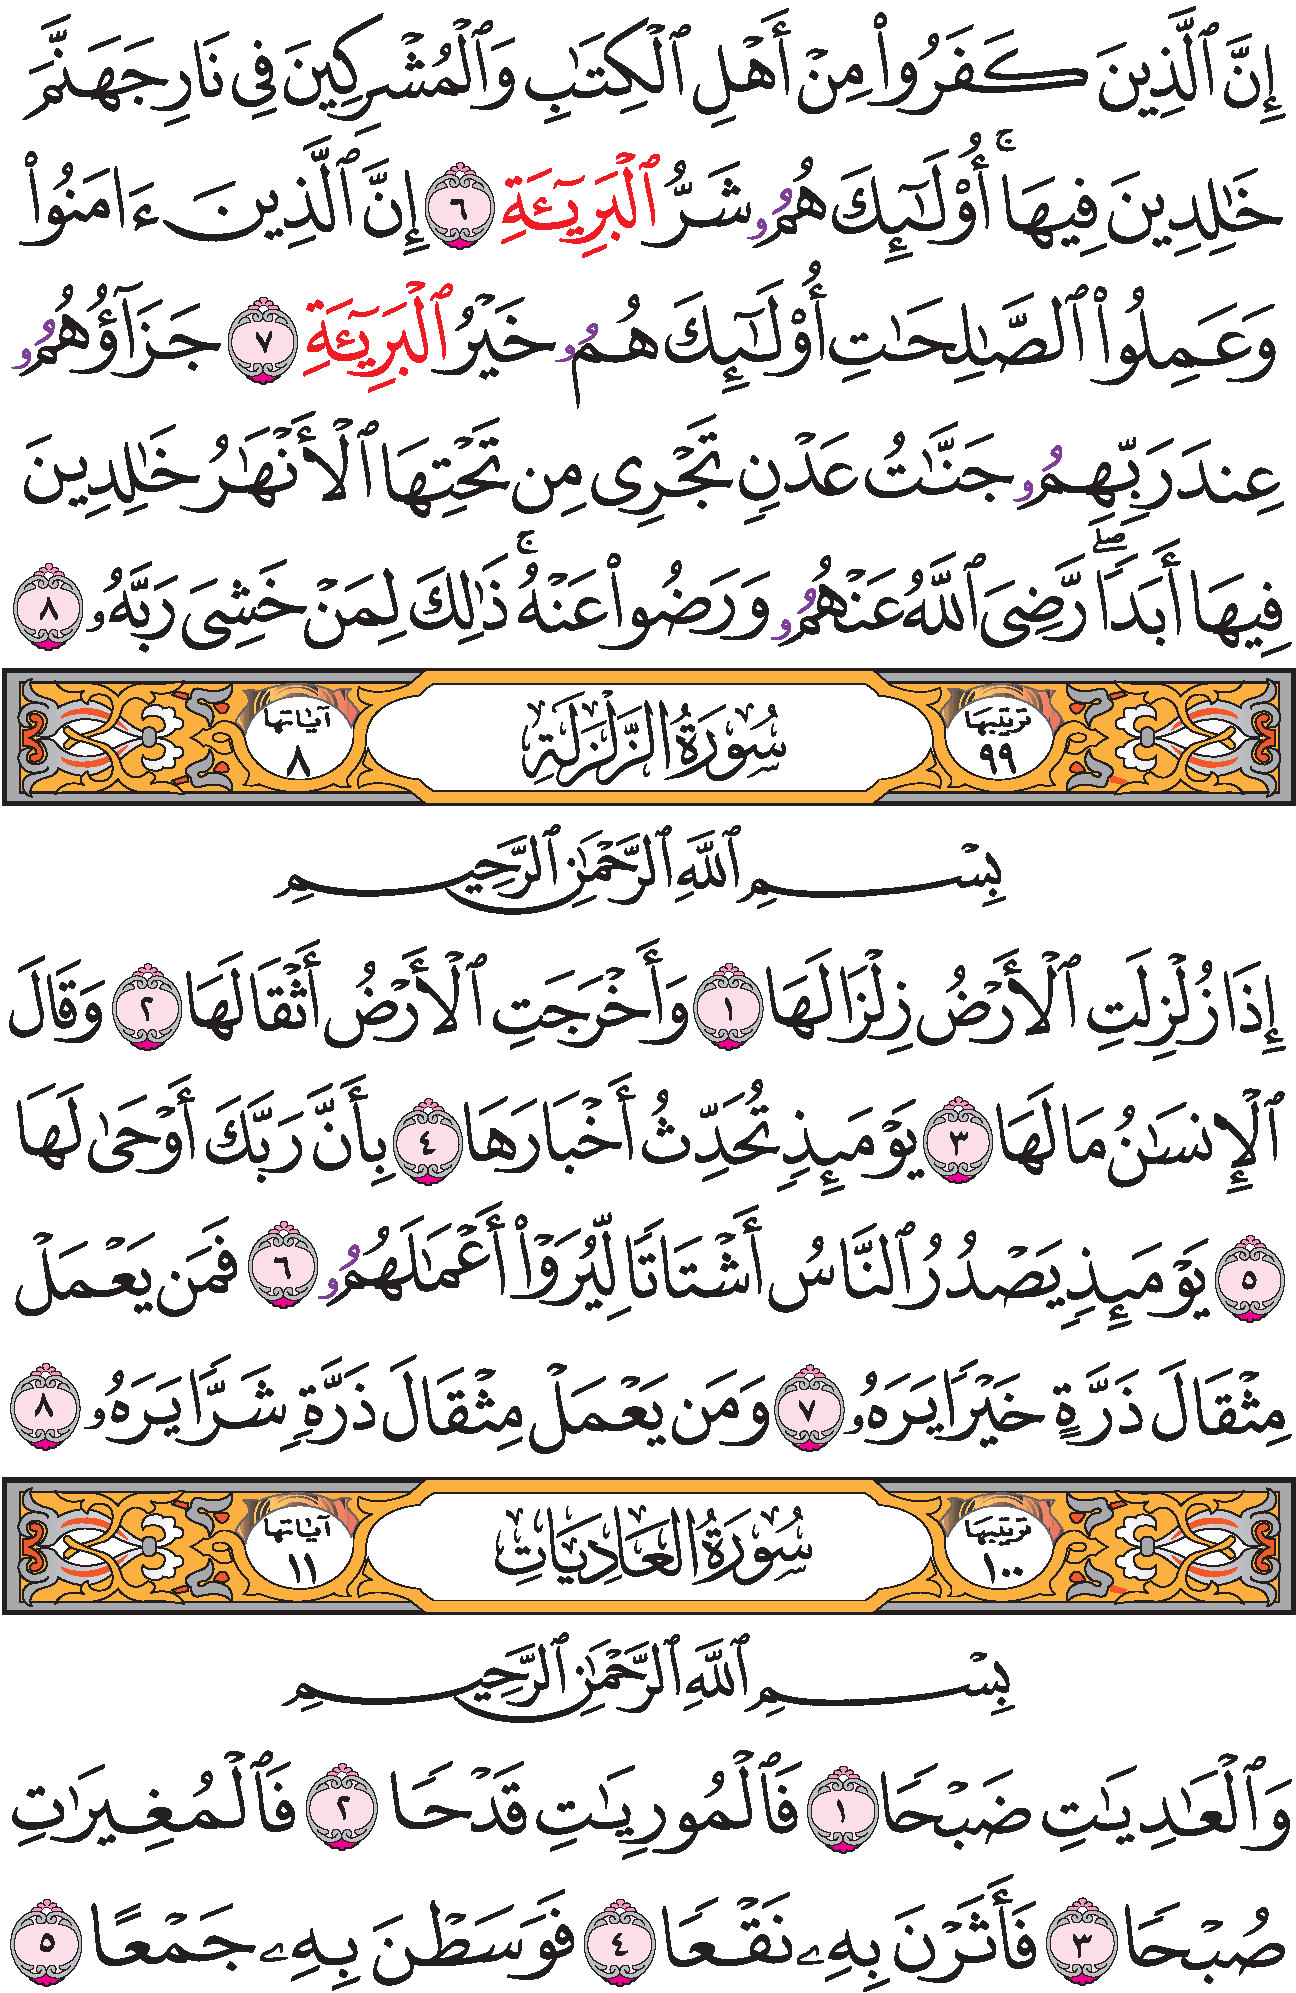 إِنَّ ٱلَّذِينَ كَفَرُواْ مِنْ أَهْلِ ٱلْكِتَٰبِ وَٱلْمُشْرِكِينَ فِى نَارِ جَهَنَّمَ
خَٰلِدِينَ فِيهَآ ۚ أُوْلَٰٓئِكَ هُمُۥ شَرُّ ٱلْبَرِيٓـَٔةِ ٦ إِنَّ ٱلَّذِينَ ءَامَنُواْ
وَعَمِلُواْ ٱلصَّٰلِحَٰتِ أُوْلَٰٓئِكَ هُمُۥ خَيْرُ ٱلْبَرِيٓـَٔةِ ٧ جَزَآؤُهُمُۥ
عِندَ رَبِّهِمُۥ جَنَّٰتُ عَدْنٍ تَجْرِى مِن تَحْتِهَا ٱلْأَنْهَٰرُ خَٰلِدِينَ
فِيهَآ أَبَدًا ۖ رَّضِىَ ٱللَّهُ عَنْهُمُۥ وَرَضُواْ عَنْهُ ۚ ذَٰلِكَ لِمَنْ خَشِىَ رَبَّهُۥ ٨
ترتيبها ٩٩ سُورَةُ الزَّلْزَلَةِ آياتها ٨
بِسْمِ ٱللَّهِ ٱلرَّحْمَٰنِ ٱلرَّحِيمِ
إِذَا زُلْزِلَتِ ٱلْأَرْضُ زِلْزَالَهَا ١ وَأَخْرَجَتِ ٱلْأَرْضُ أَثْقَالَهَا ٢ وَقَالَ
ٱلْإِنسَٰنُ مَا لَهَا ٣ يَوْمَئِذٍ تُحَدِّثُ أَخْبَارَهَا ٤ بِأَنَّ رَبَّكَ أَوْحَىٰ لَهَا
٥ يَوْمَئِذٍ يَصْدُرُ ٱلنَّاسُ أَشْتَاتًا لِّيُرَوْاْ أَعْمَٰلَهُمُۥ ٦ فَمَن يَعْمَلْ
مِثْقَالَ ذَرَّةٍ خَيْرًا يَرَهُۥ ٧ وَمَن يَعْمَلْ مِثْقَالَ ذَرَّةٍ شَرًّا يَرَهُۥ ٨
ترتيبها ١٠٠ سُورَةُ الْعَادِيَاتِ آياتها ١١
بِسْمِ ٱللَّهِ ٱلرَّحْمَٰنِ ٱلرَّحِيمِ
وَٱلْعَٰدِيَٰتِ ضَبْحًا ١ فَٱلْمُورِيَٰتِ قَدْحًا ٢ فَٱلْمُغِيرَٰتِ
صُبْحًا ٣ فَأَثَرْنَ بِهِۦ نَقْعًا ٤ فَوَسَطْنَ بِهِۦ جَمْعًا ٥